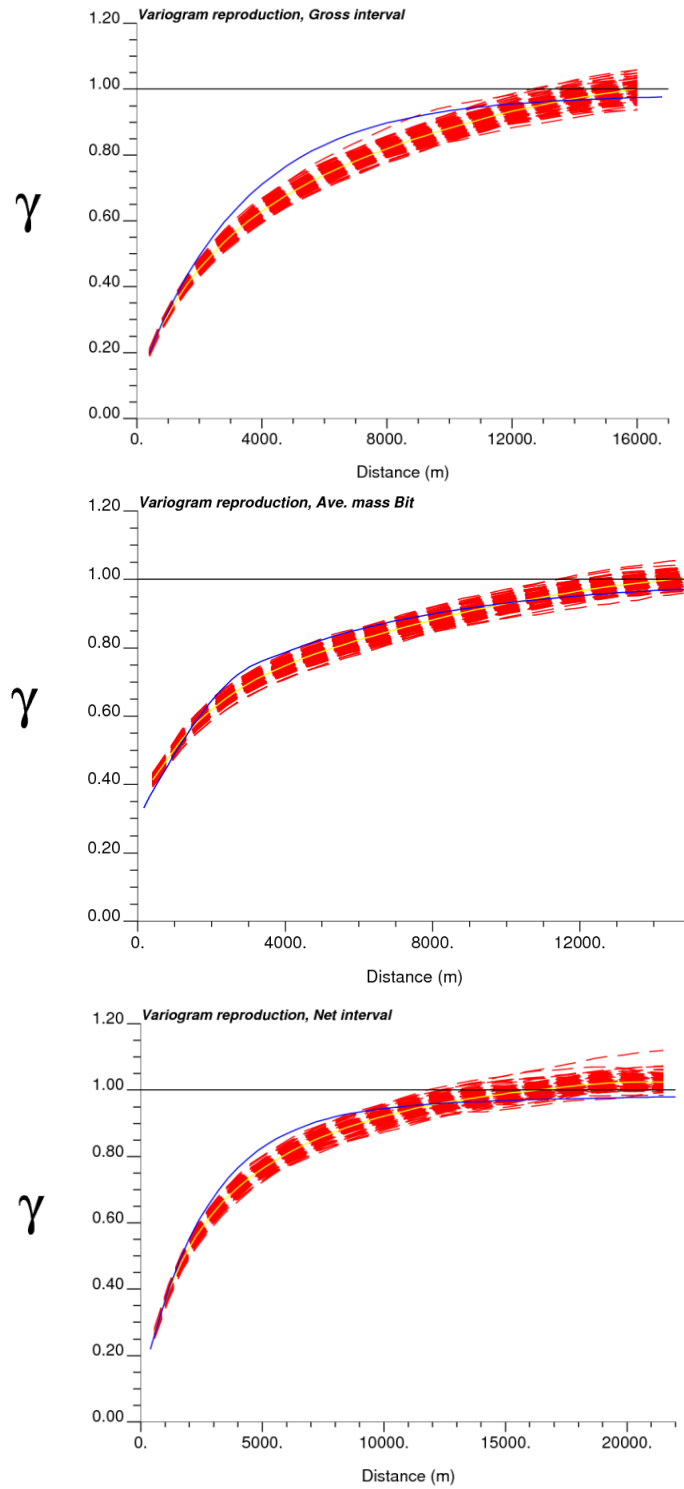 Variogram reproduction, Gross interval
1.20
1.00
0.80
γ
0.60
0.40
0.20
0.00
0. 4000. 8000. 12000. 16000.
Distance (m)
Variogram reproduction, Ave. mass Bit
1.20
1.00
0.80
γ
0.60
0.40
0.20
0.00
0. 4000. 8000. 12000.
Distance (m)
Variogram reproduction, Net interval
1.20
1.00
0.80
γ
0.60
0.40
0.20
0.00
0. 5000. 10000. 15000. 20000.
Distance (m)